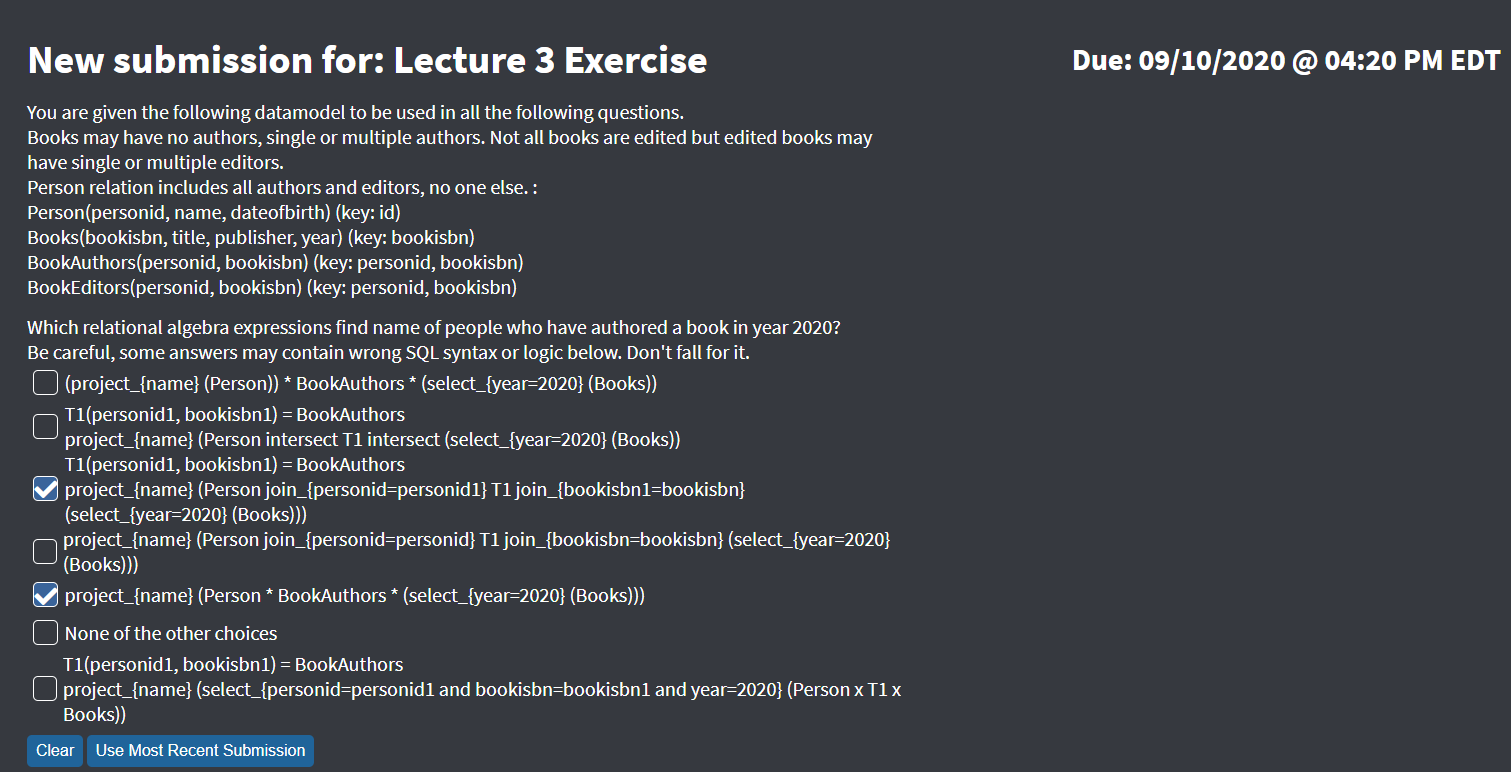 New submission for: Lecture 3 Exercise
Due: 09/10/2020 @ 04:20 PM EDT
You are given the following datamodel to be used in all the following questions.
Books may have no authors, single or multiple authors. Not all books are edited but edited books may
have single or multiple editors.
Person relation includes all authors and editors, no one else. :
Person(personid, name, dateofbirth) (key: id)
Books(bookisbn, title, publisher, year) (key: bookisbn)
BookAuthors(personid, bookisbn) (key: personid, bookisbn)
BookEditors(personid, bookisbn) (key: personid, bookisbn)
Which relational algebra expressions find name of people who have authored a book in year 2020?
Be careful, some answers may contain wrong SQL syntax or logic below. Don't fall for it.
(project_{name} (Person)) * BookAuthors * (select_{year=2020} (Books))
T1(personid1, bookisbn1) = BookAuthors
project_{name} (Person intersect T1 intersect (select_{year=2020} (Books))
T1(personid1, bookisbn1) = BookAuthors
project_{name} (Person join_{personid=personid1} T1 join_{bookisbn1=bookisbn}
(select_{year=2020} (Books)))
project_{name} (Person join_{personid=personid} T1 join_{bookisbn=bookisbn} (select_{year=2020}
(Books)))
project_{name} (Person * BookAuthors * (select_{year=2020} (Books)))
None of the other choices
T1(personid1, bookisbn1) = BookAuthors
project_{name} (select_{personid=personid1 and bookisbn=bookisbn1 and year=2020} (Person x T1 x
Books))
Clear
Use Most Recent Submission